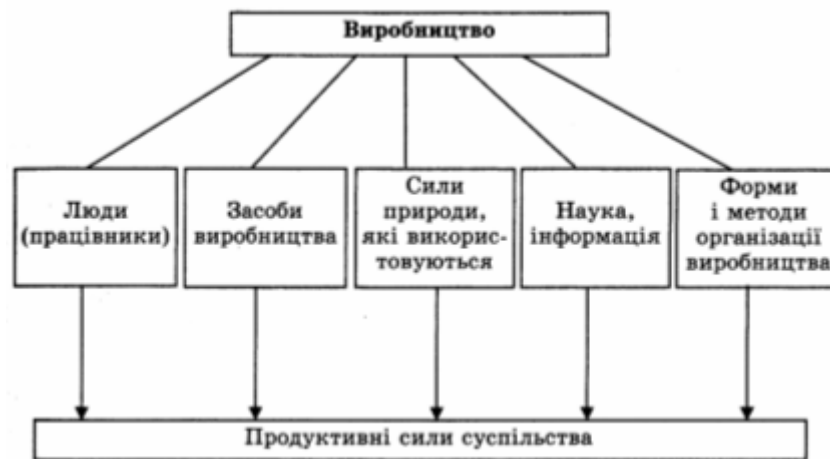 Виробництво
Люди
(працівники)
Засоби
виробництва
Сили
природи,
які викорис-
товуються
Наука,
інформація
Форми
і методи
організації
виробництва
Продуктивні сили суспільства